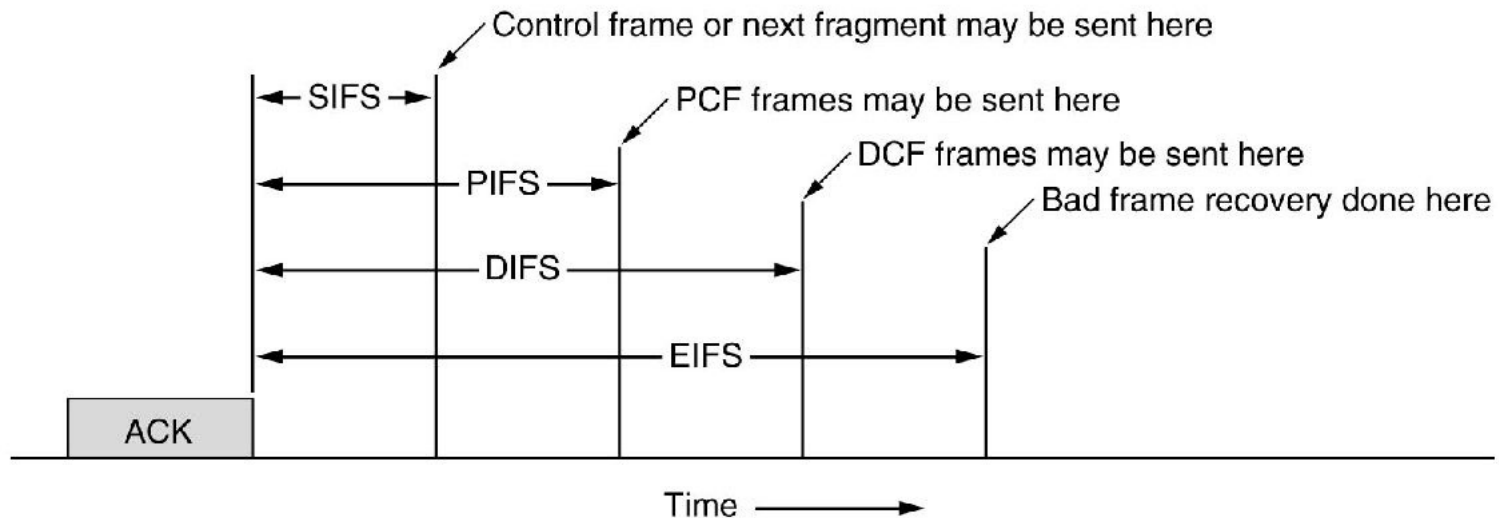 Control frame or next fragment may be sent here
SIFS
PCF frames may be sent here
PIFS
DCF frames may be sent here
DIFS
Bad frame recovery done here
EIFS
ACK
Time